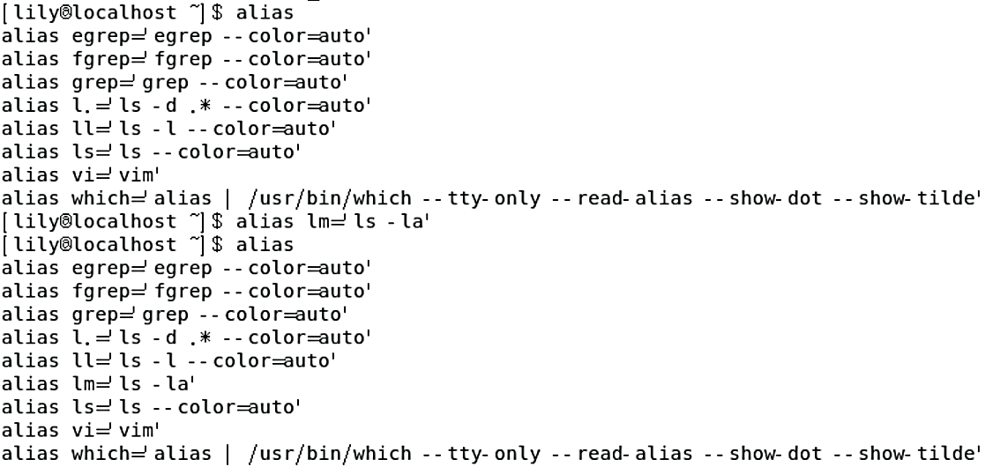 [lily@localhost ~]$ alias
alias egrep='egrep --color=auto'
alias fgrep='fgrep --color=auto'
alias grep='grep --color=auto'
alias l.='ls -d .* --color=auto'
alias ll='ls -l --color=auto'
alias ls='ls --color=auto'
alias vi='vim'
alias which='alias | /usr/bin/which --tty-only --read-alias --show-dot --show-tilde'
[lily@localhost ~]$ alias lm='ls -la'
[lily@localhost ~]$ alias
alias egrep='egrep --color=auto'
alias fgrep='fgrep --color=auto'
alias grep='grep --color=auto'
alias l.='ls -d .* --color=auto'
alias ll='ls -l --color=auto'
alias lm='ls -la'
alias ls='ls --color=auto'
alias vi='vim'
alias which='alias | /usr/bin/which --tty-only --read-alias --show-dot --show-tilde'